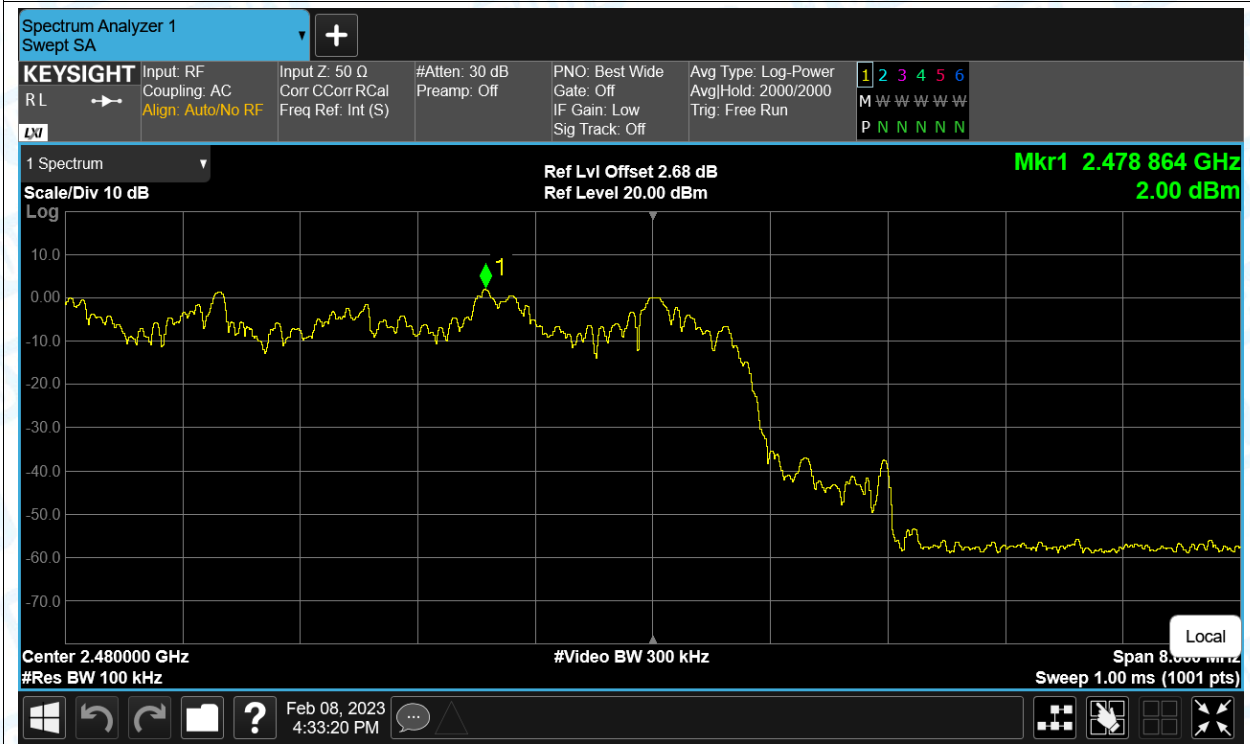 Spectrum Analyzer 1
Swept SA
KEYSIGHT
R L
LXI
Input: RF
Coupling: AC
Align: Auto/No RF
Input Z: 50 Ω
Corr CCorr RCal
Freq Ref: Int (S)
#Atten: 30 dB
Preamp: Off
PNO: Best Wide
Gate: Off
IF Gain: Low
Sig Track: Off
Avg Type: Log-Power
Avg|Hold: 2000/2000
Trig: Free Run
1 2 3 4 5 6
M W W W W W W
P N N N N N N
1 Spectrum
Scale/Div 10 dB
Log
Ref Lvl Offset 2.68 dB
Ref Level 20.00 dBm
Mkr1 2.478 864 GHz
2.00 dBm
10.0
1
0.00
-10.0
-20.0
-30.0
-40.0
-50.0
-60.0
-70.0
Local
Center 2.480000 GHz
#Video BW 300 kHz
Span 8.000 MHz
#Res BW 100 kHz
Sweep 1.00 ms (1001 pts)
?
Feb 08, 2023
4:33:20 PM